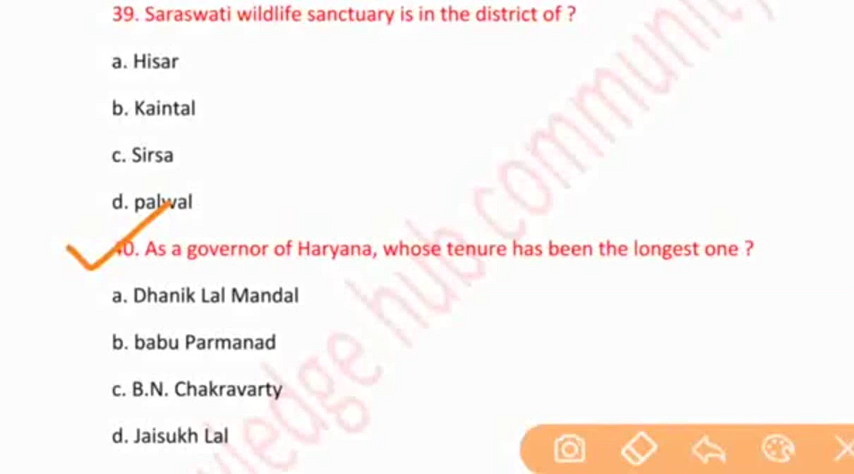 39. Saraswati wildlife sanctuary is in the district of ?
a. Hisar
b. Kaintal
c. Sirsa
d. palwal
40. As a governor of Haryana, whose tenure has been the longest one ?
a. Dhanik Lal Mandal
b. babu Parmanad
c. B.N. Chakravarty
d. Jaisukh Lal
hub community